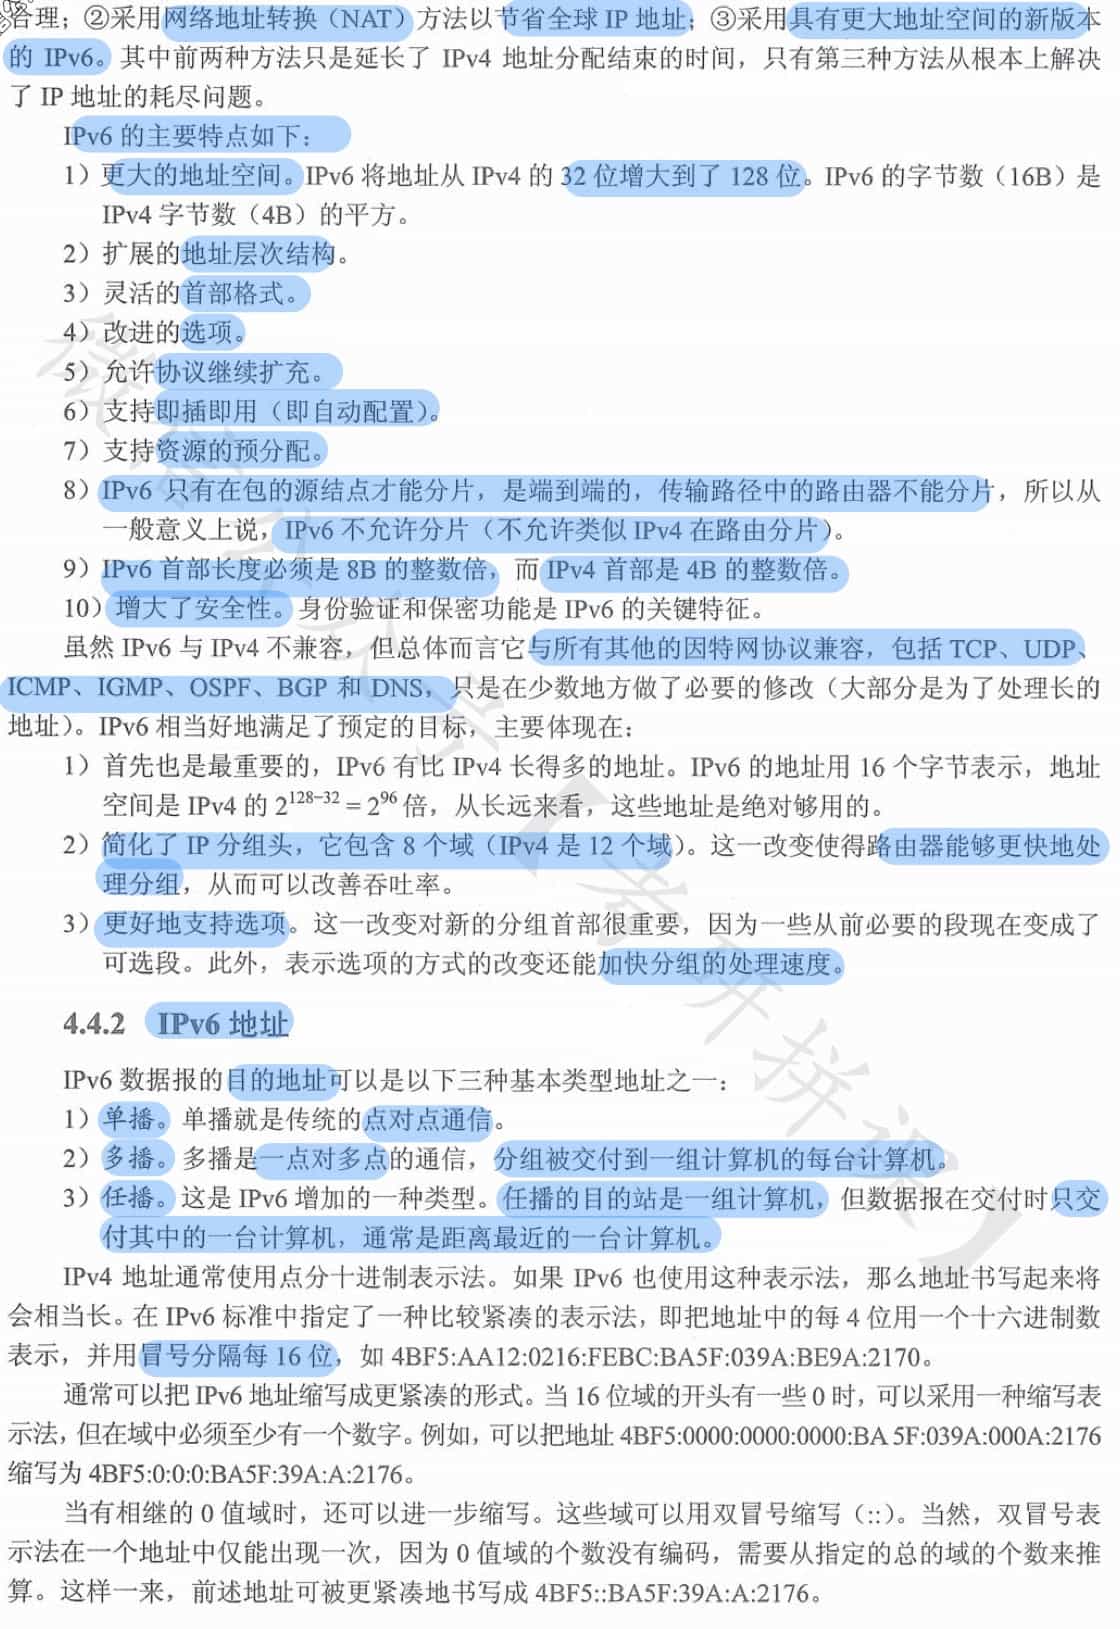 合理；②采用网络地址转换（NAT）方法以节省全球 IP 地址；③采用具有更大地址空间的新版本
的 IPv6。其中前两种方法只是延长了 IPv4 地址分配结束的时间，只有第三种方法从根本上解决
了 IP 地址的耗尽问题。
IPv6 的主要特点如下：
1）更大的地址空间。IPv6 将地址从 IPv4 的 32 位增大到了 128 位。IPv6 的字节数（16B）是
IPv4 字节数（4B）的平方。
2）扩展的地址层次结构。
3）灵活的首部格式。
4）改进的选项。
5）允许协议继续扩充。
6）支持即插即用（即自动配置）。
7）支持资源的预分配。
8）IPv6 只有在包的源结点才能分片，是端到端的，传输路径中的路由器不能分片，所以从
一般意义上说，IPv6 不允许分片（不允许类似 IPv4 在路由分片）。
9）IPv6 首部长度必须是 8B 的整数倍，而 IPv4 首部是 4B 的整数倍。
10）增大了安全性。身份验证和保密功能是 IPv6 的关键特征。
虽然 IPv6 与 IPv4 不兼容，但总体而言它与所有其他的因特网协议兼容，包括 TCP、UDP、
ICMP、IGMP、OSPF、BGP 和 DNS，只是在少数地方做了必要的修改（大部分是为了处理长的
地址）。IPv6 相当好地满足了预定的目标，主要体现在：
1）首先也是最重要的，IPv6 有比 IPv4 长得多的地址。IPv6 的地址用 16 个字节表示，地址
空间是 IPv4 的 2¹²⁸⁻³² = 2⁹⁶ 倍，从长远来看，这些地址是绝对够用的。
2）简化了 IP 分组头，它包含 8 个域（IPv4 是 12 个域）。这一改变使得路由器能够更快地处
理分组，从而可以改善吞吐率。
3）更好地支持选项。这一改变对新的分组首部很重要，因为一些从前必要的段现在变成了
可选段。此外，表示选项的方式的改变还能加快分组的处理速度。
4.4.2 IPv6 地址
IPv6 数据报的目的地址可以是以下三种基本类型地址之一：
1）单播。单播就是传统的点对点通信。
2）多播。多播是一点对多点的通信，分组被交付到一组计算机的每台计算机。
3）任播。这是 IPv6 增加的一种类型。任播的目的站是一组计算机，但数据报在交付时只交
付其中的一台计算机，通常是距离最近的一台计算机。
IPv4 地址通常使用点分十进制表示法。如果 IPv6 也使用这种表示法，那么地址书写起来将
会相当长。在 IPv6 标准中指定了一种比较紧凑的表示法，即把地址中的每 4 位用一个十六进制数
表示，并用冒号分隔每 16 位，如 4BF5:AA12:0216:FEBC:BA5F:039A:BE9A:2170。
通常可以把 IPv6 地址缩写成更紧凑的形式。当 16 位域的开头有一些 0 时，可以采用一种缩写表
示法，但在域中必须至少有一个数字。例如，可以把地址 4BF5:0000:0000:0000:BA5F:039A:000A:2176
缩写为 4BF5:0:0:0:BA5F:39A:A:2176。
当有相继的 0 值域时，还可以进一步缩写。这些域可以用双冒号缩写（::）。当然，双冒号表
示法在一个地址中仅能出现一次，因为 0 值域的个数没有编码，需要从指定的总的域的个数来推
算。这样一来，前述地址可被更紧凑地书写成 4BF5::BA5F:39A:A:2176。